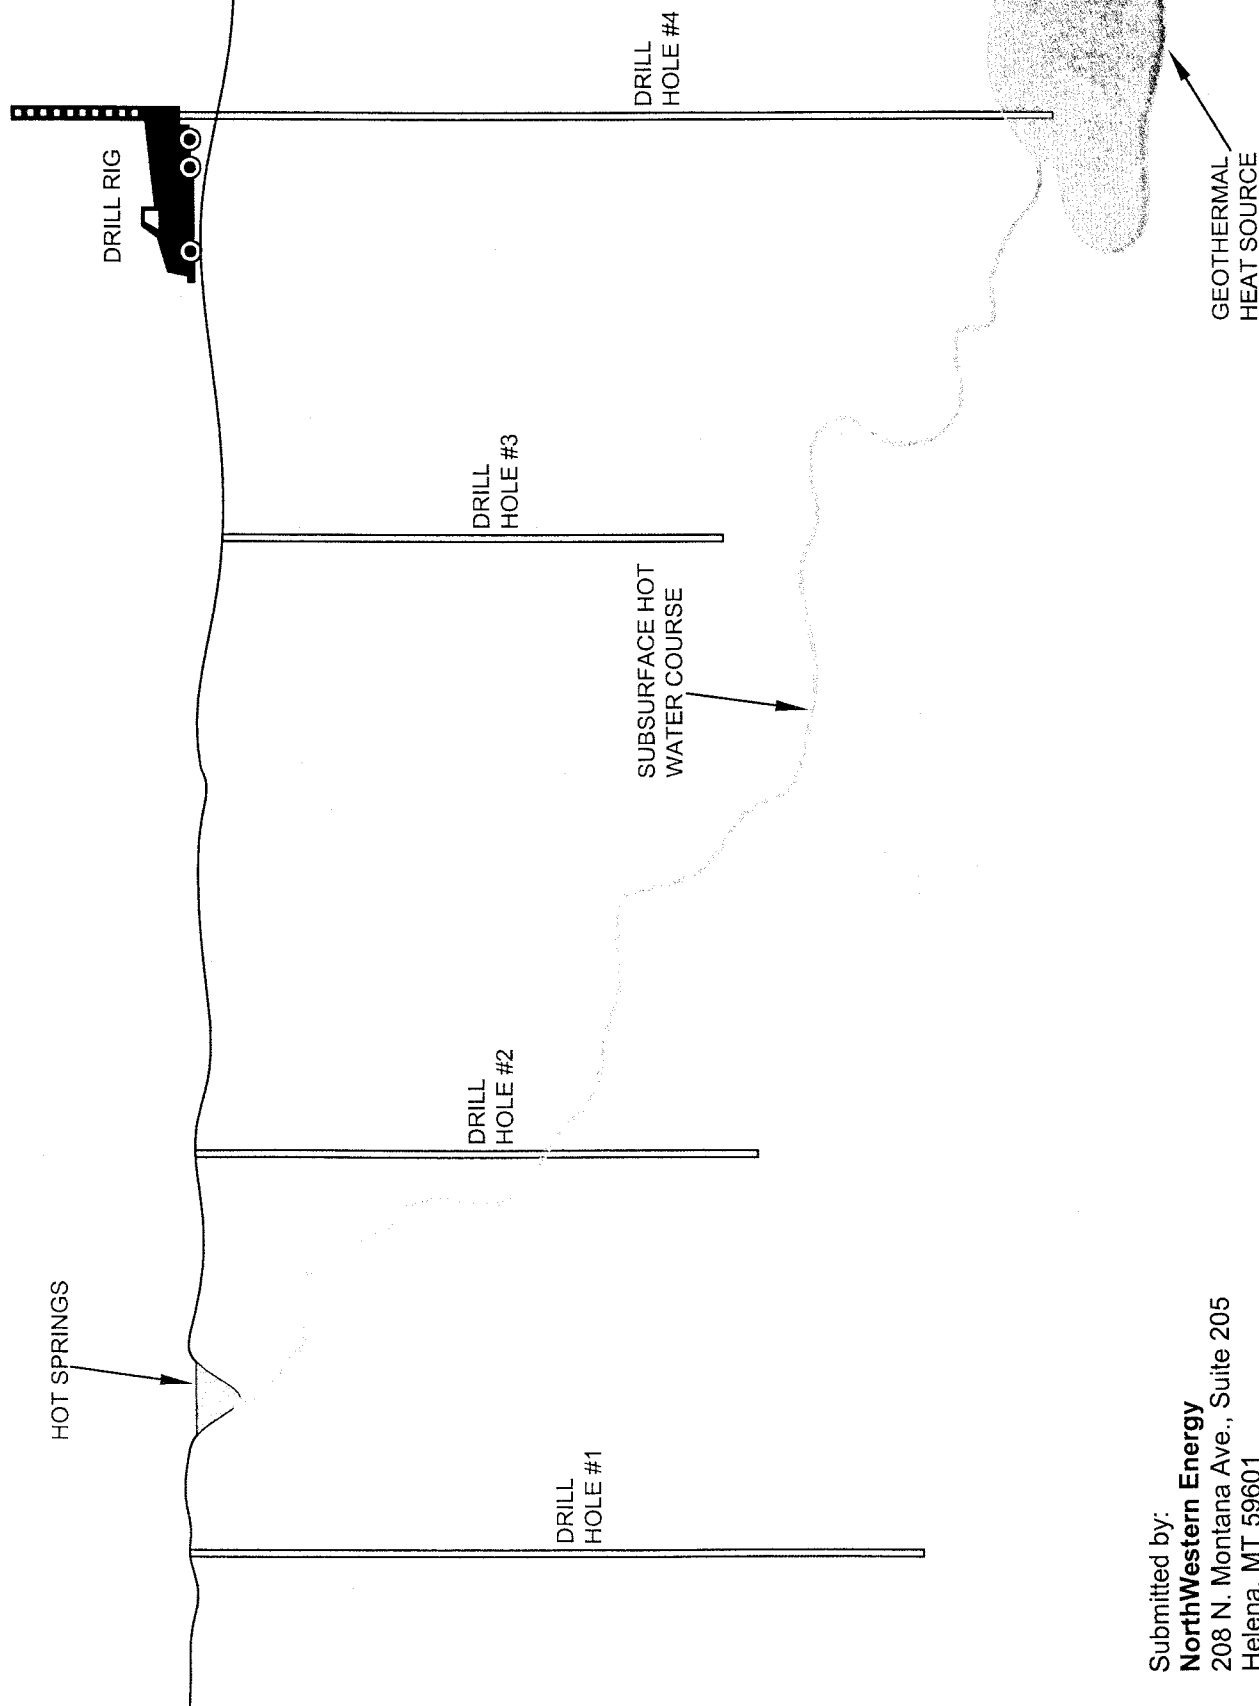 HOT SPRINGS
DRILL RIG
DRILL
HOLE #1
DRILL
HOLE #2
DRILL
HOLE #3
DRILL
HOLE #4
SUBSURFACE HOT
WATER COURSE
GEOTHERMAL
HEAT SOURCE
Submitted by:
NorthWestern Energy
208 N. Montana Ave., Suite 205
Helena, MT 59601